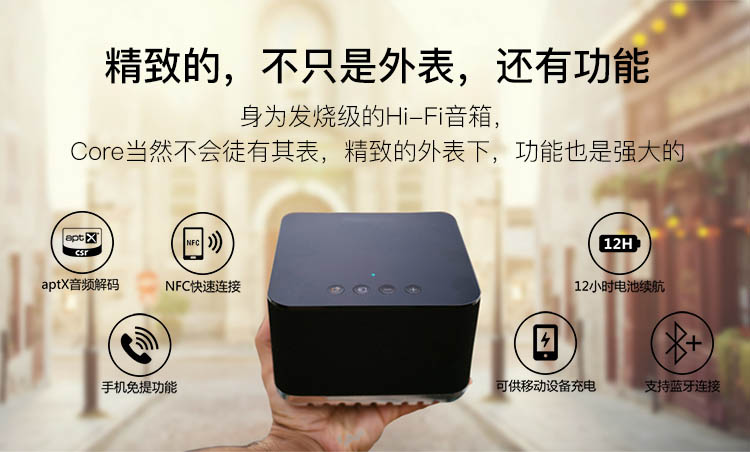 精致的，不只是外表，还有功能
身为发烧级的Hi-Fi音箱，
Core当然不会徒有其表，精致的外表下，功能也是强大的
aptX
csr
aptX音频解码
NFC
NFC快速连接
12H
12小时电池续航
手机免提功能
可供移动设备充电
支持蓝牙连接